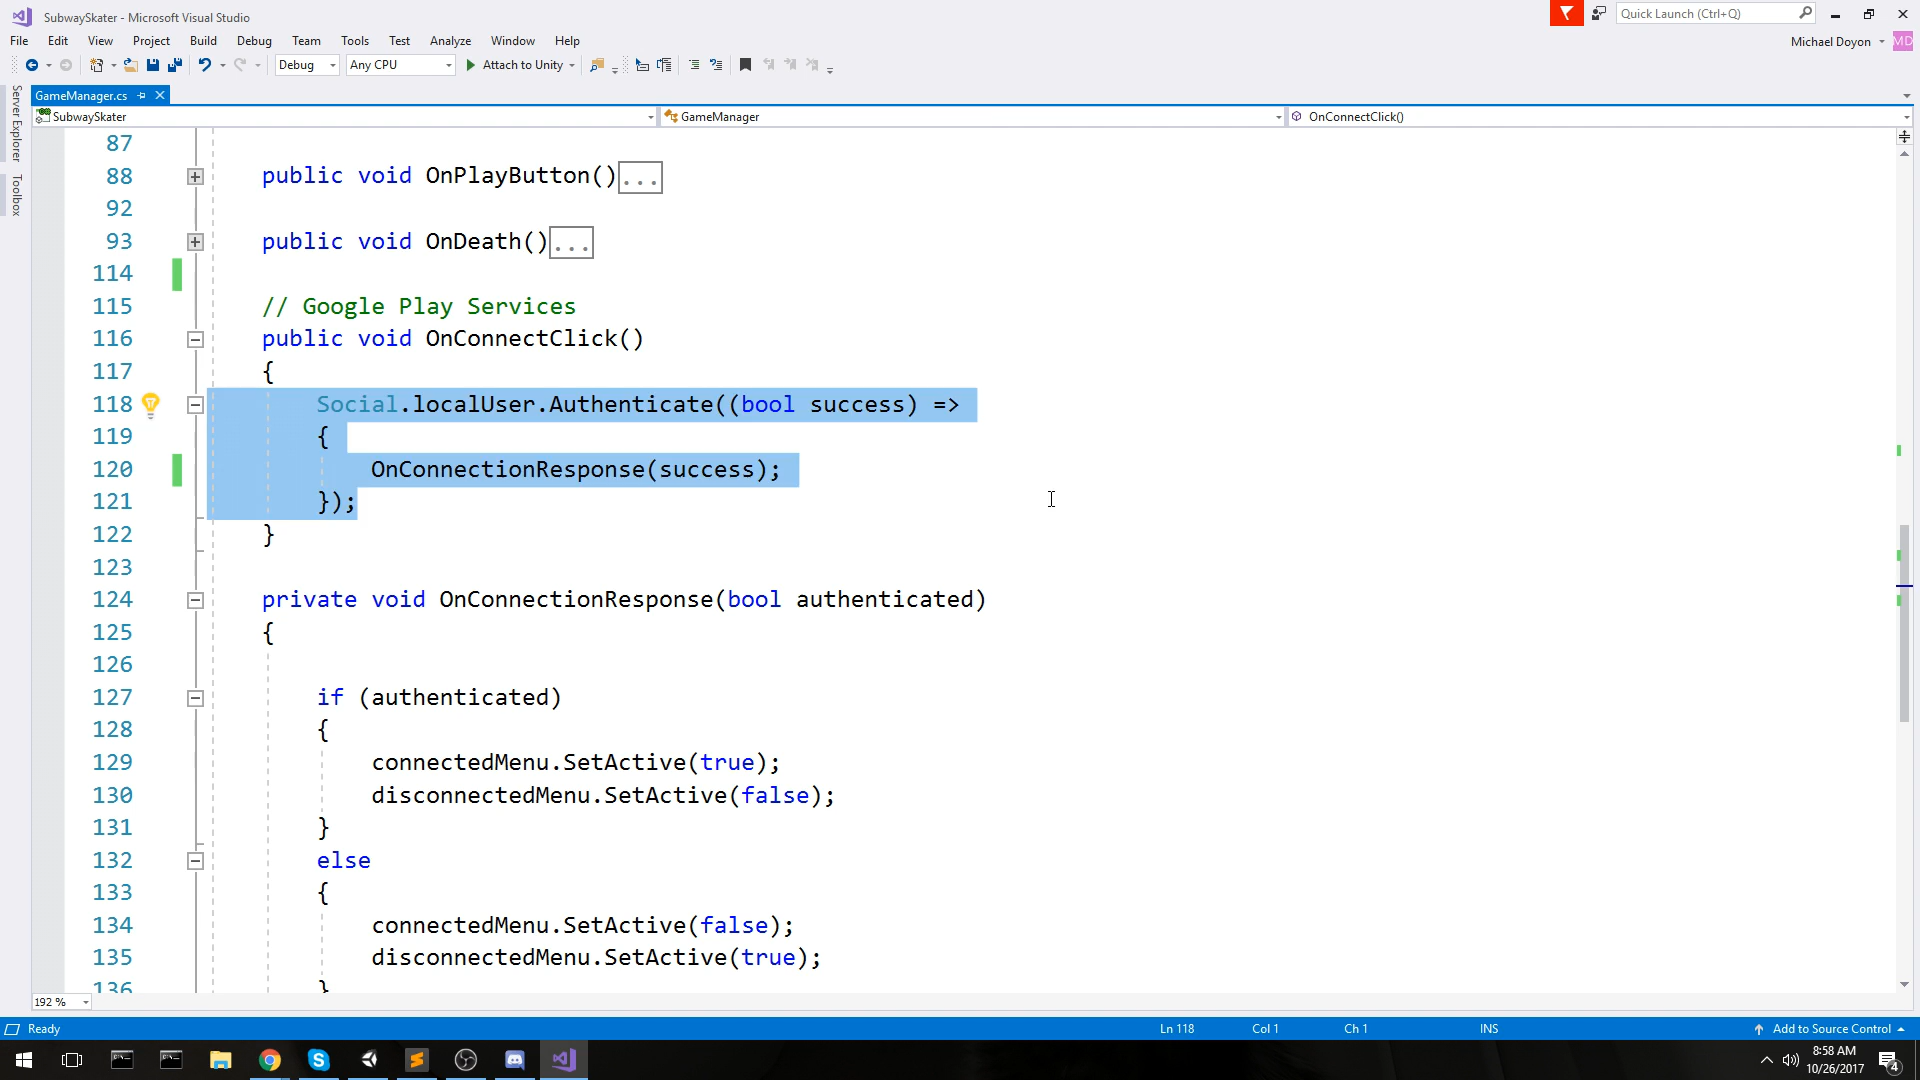 SubwaySkater - Microsoft Visual Studio
Quick Launch (Ctrl+Q)
File Edit View Project Build Debug Team Tools Test Analyze Window Help
Michael Doyon MD
Debug Any CPU Attach to Unity
Server Explorer
Toolbox
GameManager.cs
SubwaySkater GameManager OnConnectClick()
87
88 public void OnPlayButton()...
92
93 public void OnDeath()...
114
115 // Google Play Services
116 public void OnConnectClick()
117 {
118 Social.localUser.Authenticate((bool success) =>
119 {
120 OnConnectionResponse(success);
121 });
122 }
123
124 private void OnConnectionResponse(bool authenticated)
125 {
126
127 if (authenticated)
128 {
129 connectedMenu.SetActive(true);
130 disconnectedMenu.SetActive(false);
131 }
132 else
133 {
134 connectedMenu.SetActive(false);
135 disconnectedMenu.SetActive(true);
136 }
192 %
Ready Ln 118 Col 1 Ch 1 INS Add to Source Control
8:58 AM
10/26/2017
4